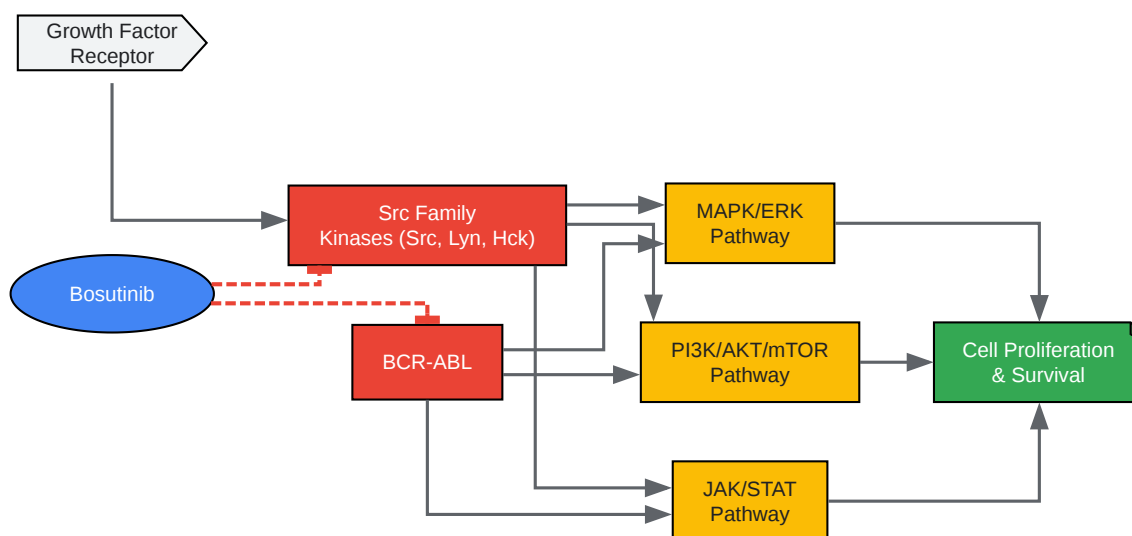 Growth Factor
Receptor
Src Family
Kinases (Src, Lyn, Hck)
MAPK/ERK
Pathway
Bosutinib
BCR-ABL
PI3K/AKT/mTOR
Pathway
Cell Proliferation
& Survival
JAK/STAT
Pathway